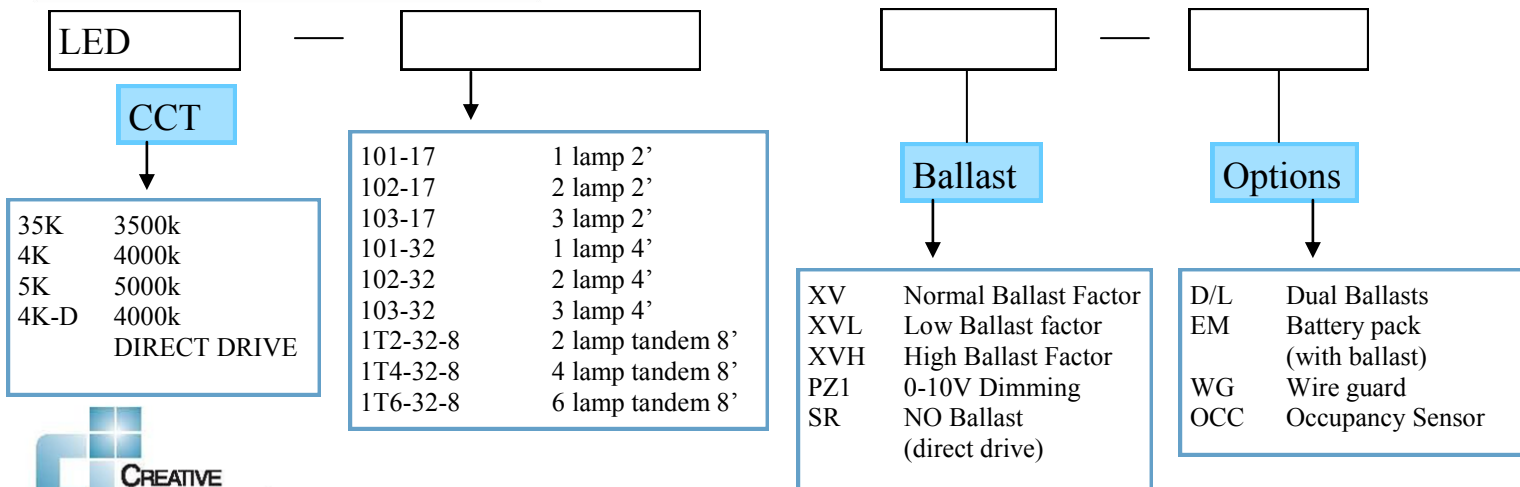 LED
CCT
35K 3500k
4K 4000k
5K 5000k
4K-D 4000k
DIRECT DRIVE
101-17 1 lamp 2’
102-17 2 lamp 2’
103-17 3 lamp 2’
101-32 1 lamp 4’
102-32 2 lamp 4’
103-32 3 lamp 4’
1T2-32-8 2 lamp tandem 8’
1T4-32-8 4 lamp tandem 8’
1T6-32-8 6 lamp tandem 8’
Ballast
XV Normal Ballast Factor
XVL Low Ballast factor
XVH High Ballast Factor
PZ1 0-10V Dimming
SR NO Ballast
(direct drive)
Options
D/L Dual Ballasts
EM Battery pack
(with ballast)
WG Wire guard
OCC Occupancy Sensor
CREATIVE